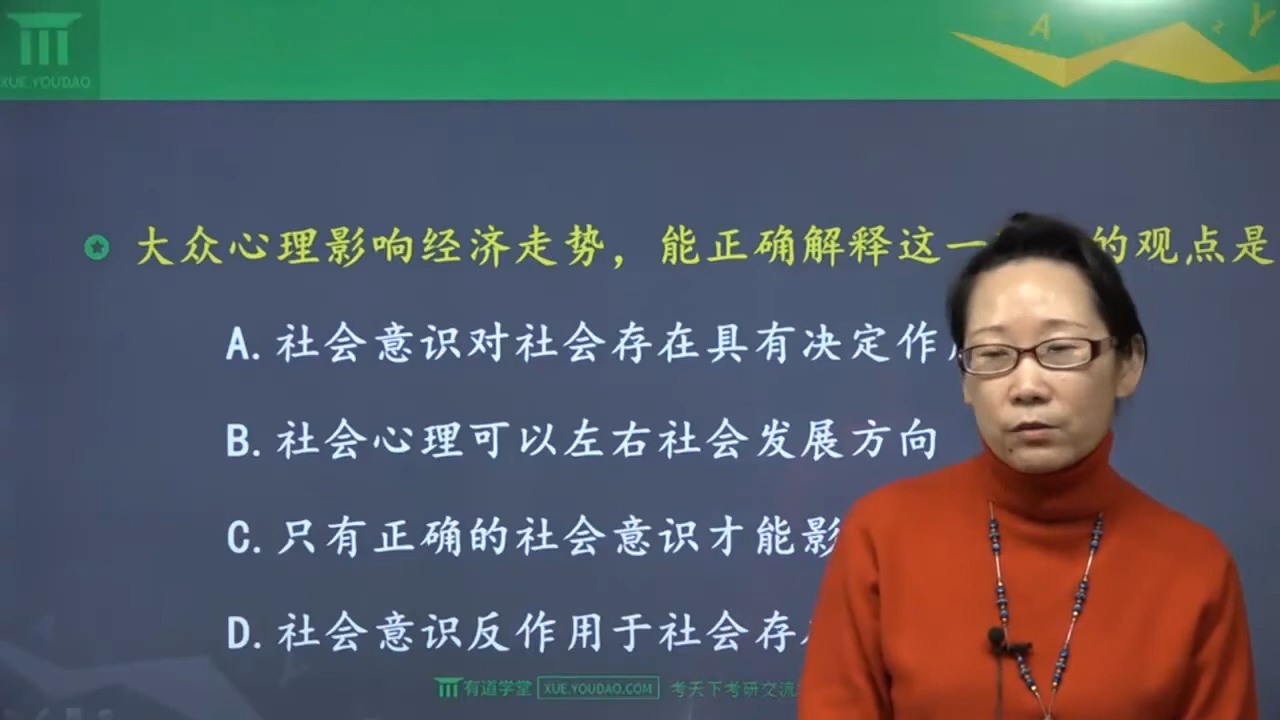 XUE.YOUDAO
A
Z
Y
大众心理影响经济走势，能正确解释这一 的观点是
A.社会意识对社会存在具有决定作
B.社会心理可以左右社会发展方向
C.只有正确的社会意识才能影
D.社会意识反作用于社会存
有道学堂 XUE.YOUDAO.COM 考天下考研交流